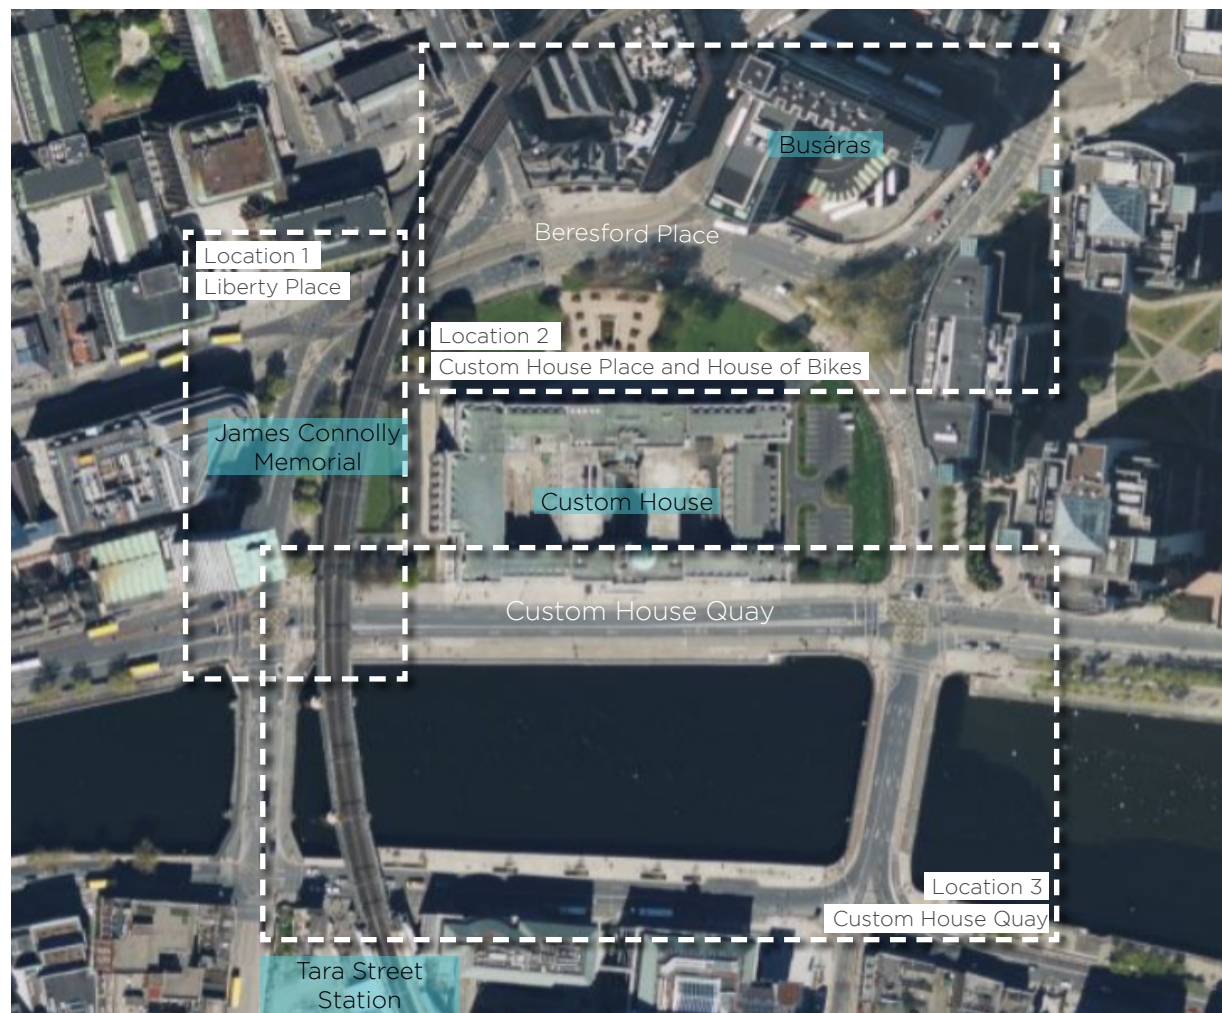 Busáras
Beresford Place
Location 1
Liberty Place
Location 2
Custom House Place and House of Bikes
James Connolly
Memorial
Custom House
Custom House Quay
Location 3
Custom House Quay
Tara Street
Station